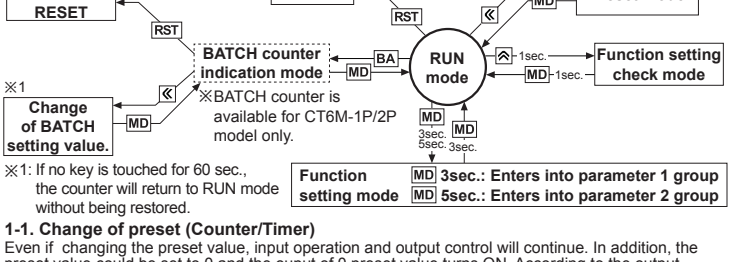 RESET
RST
RST
«
MD
BATCH counter
indication mode
BA
MD
RUN
mode
1sec.
MD 1sec.
Function setting
check mode
«
※1
Change
of BATCH
setting value.
MD
※BATCH counter is
available for CT6M-1P/2P
model only.
MD
3sec.
5sec.
MD
3sec.
※1: If no key is touched for 60 sec.,
the counter will return to RUN mode
without being restored.
Function
setting mode
MD 3sec.: Enters into parameter 1 group
MD 5sec.: Enters into parameter 2 group
1-1. Change of preset (Counter/Timer)
Even if changing the preset value, input operation and output control will continue. In addition, the
preset value could be set to 0 and the ouput of 0 preset value turns ON. According to the output